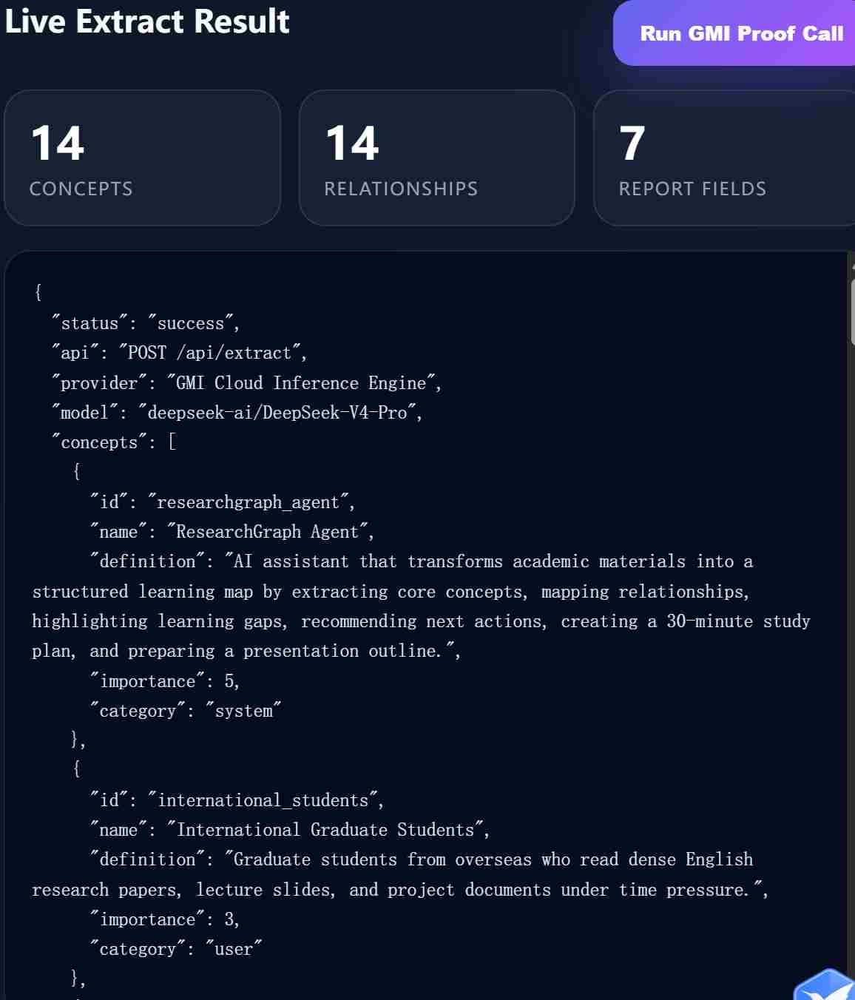 Live Extract Result
Run GMI Proof Call
14
CONCEPTS
14
RELATIONSHIPS
7
REPORT FIELDS
{
"status": "success",
"api": "POST /api/extract",
"provider": "GMI Cloud Inference Engine",
"model": "deepseek-ai/DeepSeek-V4-Pro",
"concepts": [
{
"id": "researchgraph_agent",
"name": "ResearchGraph Agent",
"definition": "AI assistant that transforms academic materials into a
structured learning map by extracting core concepts, mapping relationships,
highlighting learning gaps, recommending next actions, creating a 30-minute study
plan, and preparing a presentation outline.",
"importance": 5,
"category": "system"
},
{
"id": "international_students",
"name": "International Graduate Students",
"definition": "Graduate students from overseas who read dense English
research papers, lecture slides, and project documents under time pressure.",
"importance": 3,
"category": "user"
},